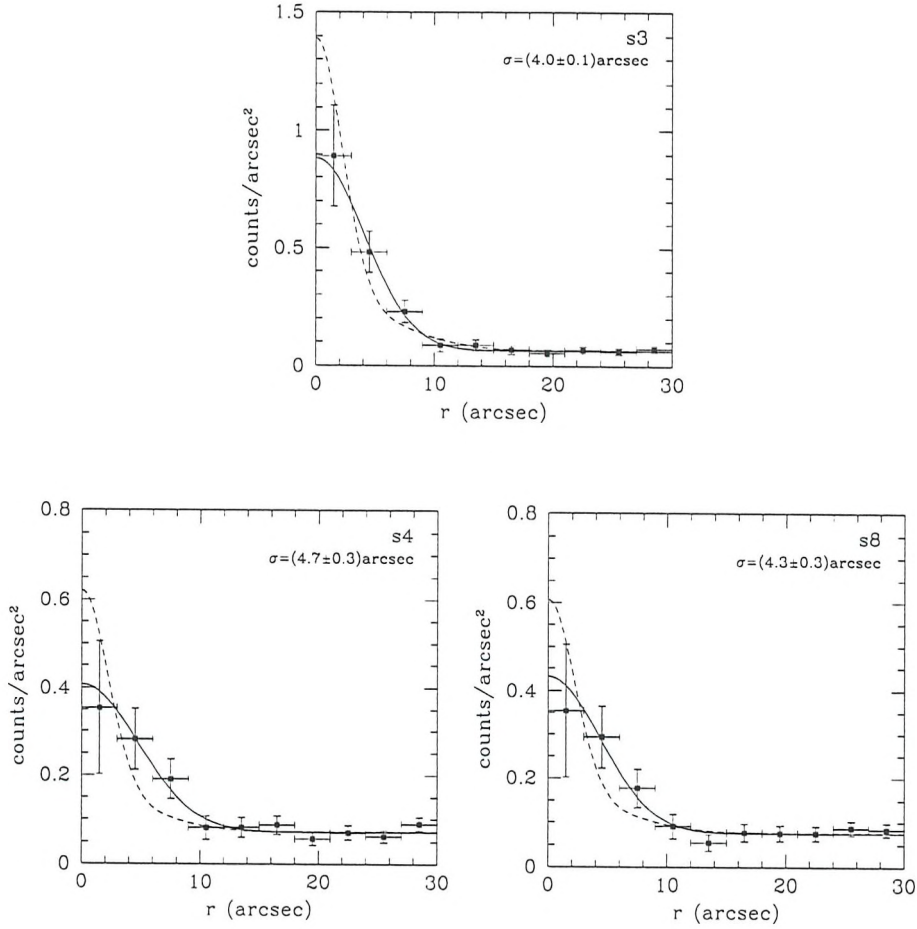 1.5
s3
σ=(4.0±0.1)arcsec
1
counts/arcsec²
0.5
0
0 10 20 30
r (arcsec)
0.8
s4
σ=(4.7±0.3)arcsec
0.6
counts/arcsec²
0.4
0.2
0
0 10 20 30
r (arcsec)
0.8
s8
σ=(4.3±0.3)arcsec
0.6
counts/arcsec²
0.4
0.2
0
0 10 20 30
r (arcsec)